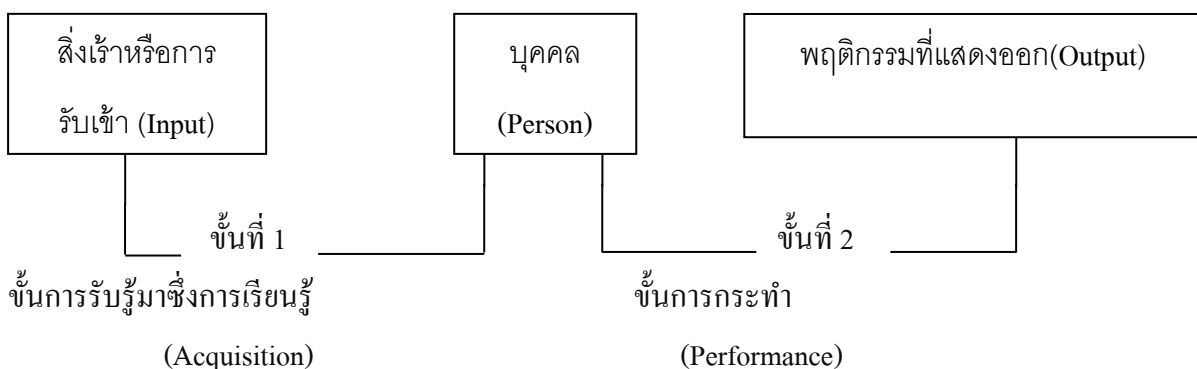 สิ่งเร้าหรือการ
รับเข้า (Input)
บุคคล
(Person)
พฤติกรรมที่แสดงออก(Output)
ขั้นที่ 1
ขั้นที่ 2
ขั้นการรับรู้มาซึ่งการเรียนรู้
(Acquisition)
ขั้นการกระทำ
(Performance)